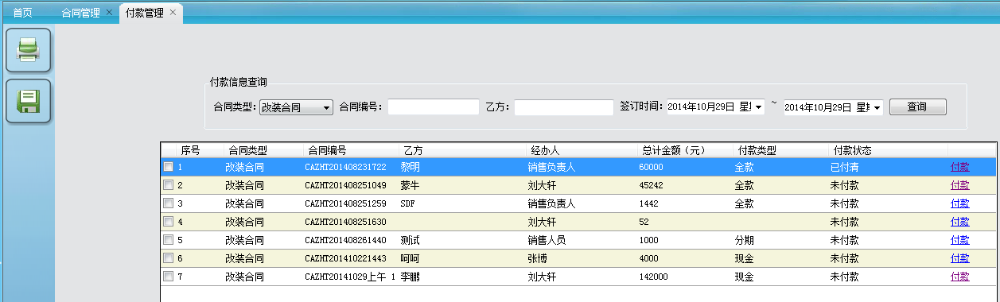 首页 合同管理 × 付款管理 ×
付款信息查询
合同类型: 改装合同 合同编号: 乙方: 签订时间: 2014年10月29日 星 ~ 2014年10月29日 星 查询
序号 合同类型 合同编号 乙方 经办人 总计金额（元） 付款类型 付款状态
1 改装合同 CAZHT201408231722 黎明 销售负责人 60000 全款 已付清 付款
2 改装合同 CAZHT201408251049 蒙牛 刘大轩 45242 全款 未付款 付款
3 改装合同 CAZHT201408251259 SDF 销售负责人 1442 全款 未付款 付款
4 改装合同 CAZHT201408251630 刘大轩 52 未付款 付款
5 改装合同 CAZHT201408261440 测试 销售人员 1000 分期 未付款 付款
6 改装合同 CAZHT201410221443 呵呵 张博 4000 现金 未付款 付款
7 改装合同 CAZHT20141029上午 1 李鹏 刘大轩 142000 现金 未付款 付款